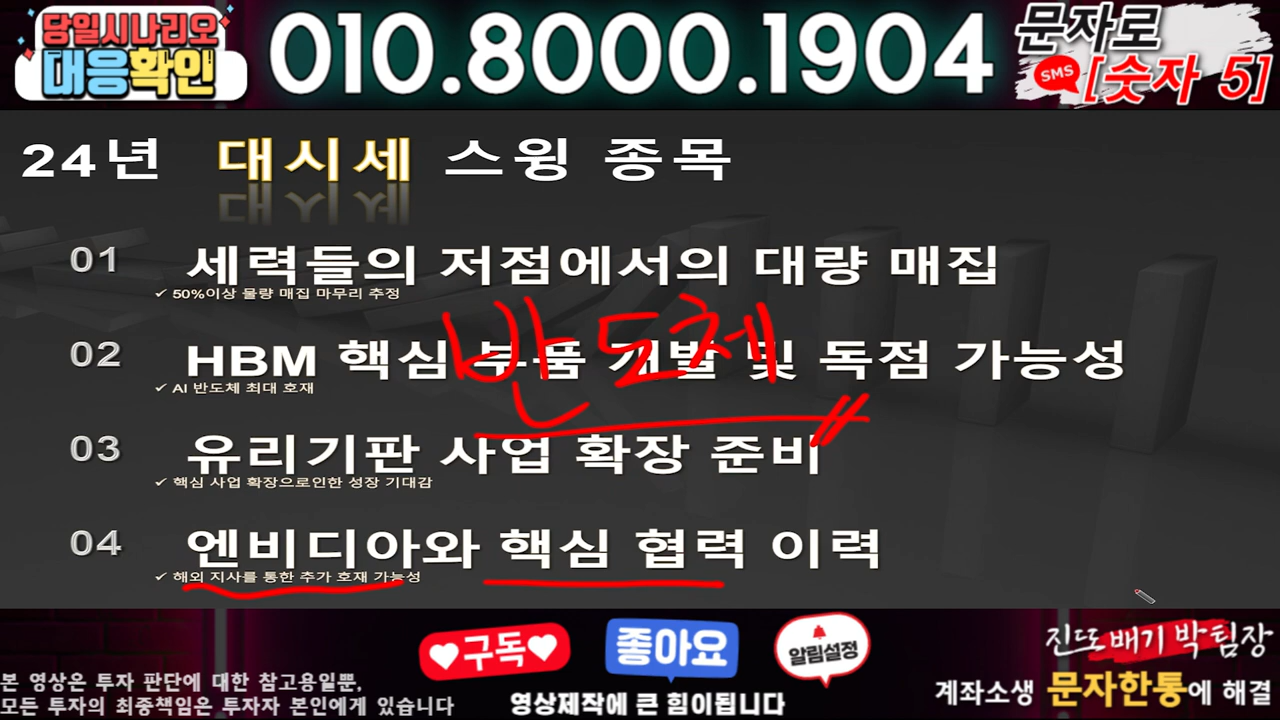 당일시나리오
대응확인
010.8000.1904
문자로
SMS
[숫자 5]
24년 대시세 스윙 종목
01 세력들의 저점에서의 대량 매집
✓ 50%이상 물량 매집 마무리 추정
반도체
02 HBM 핵심 부품 개발 및 독점 가능성
✓ AI 반도체 최대 호재
03 유리기판 사업 확장 준비
✓ 핵심 사업 확장으로인한 성장 기대감
04 엔비디아와 핵심 협력 이력
✓ 해외 지사를 통한 추가 호재 가능성
구독
좋아요
알림설정
영상제작에 큰 힘이됩니다
본 영상은 투자 판단에 대한 참고용일뿐,
모든 투자의 최종책임은 투자자 본인에게 있습니다
진또배기 박팀장
계좌소생 문자한통에 해결